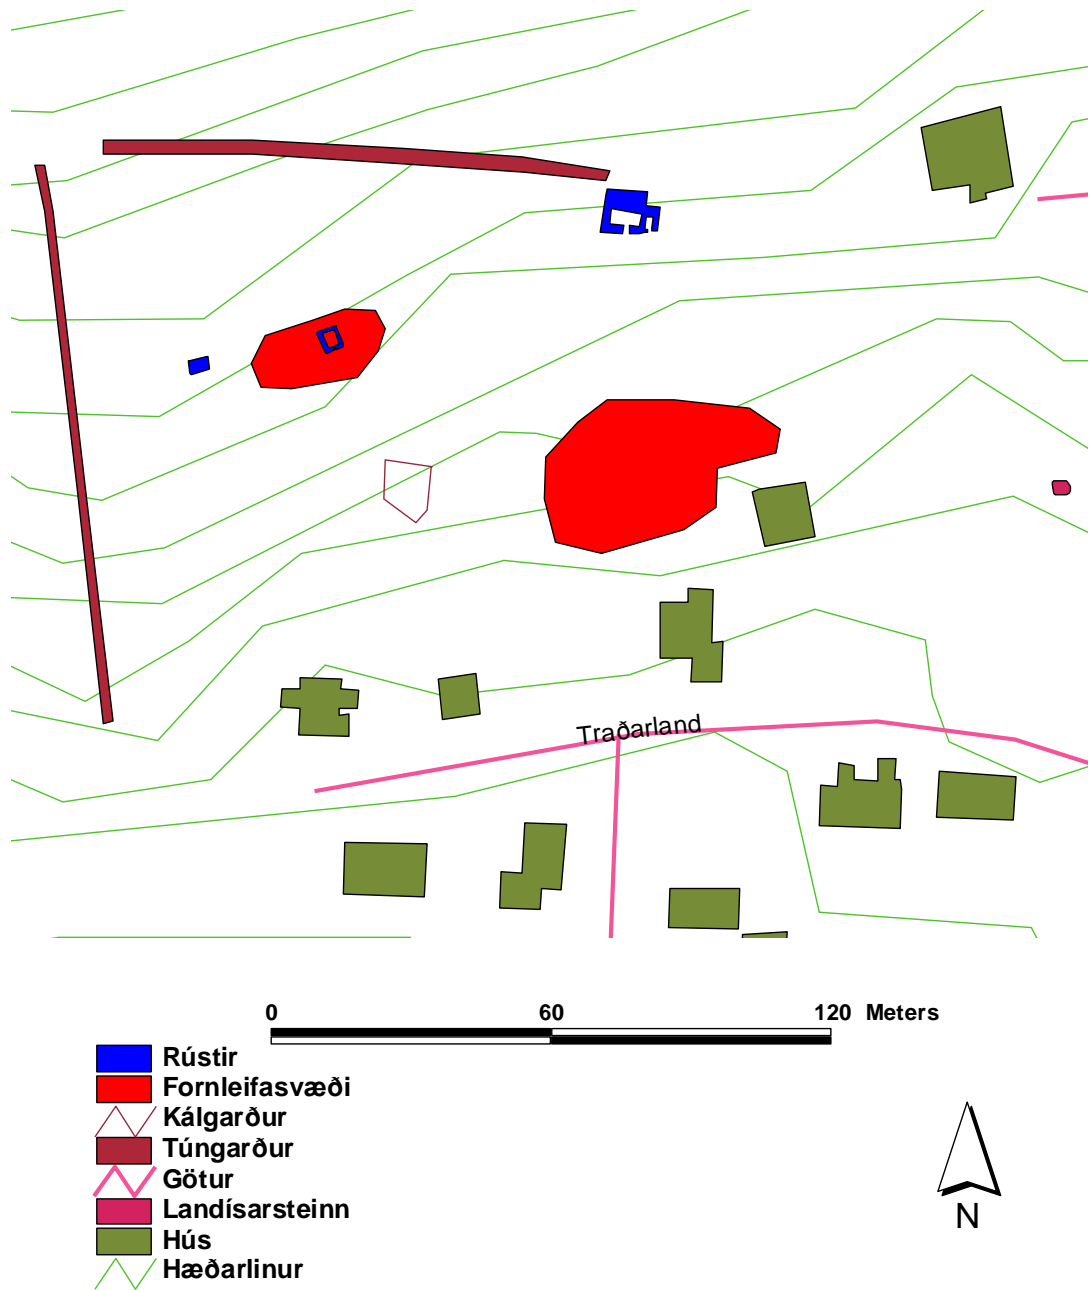 Traðarland
0 60 120 Meters
Rústir
Fornleifasvæði
Kálgarður
Túngarður
Götur
Landísarsteinn
Hús
Hæðarlinur
N